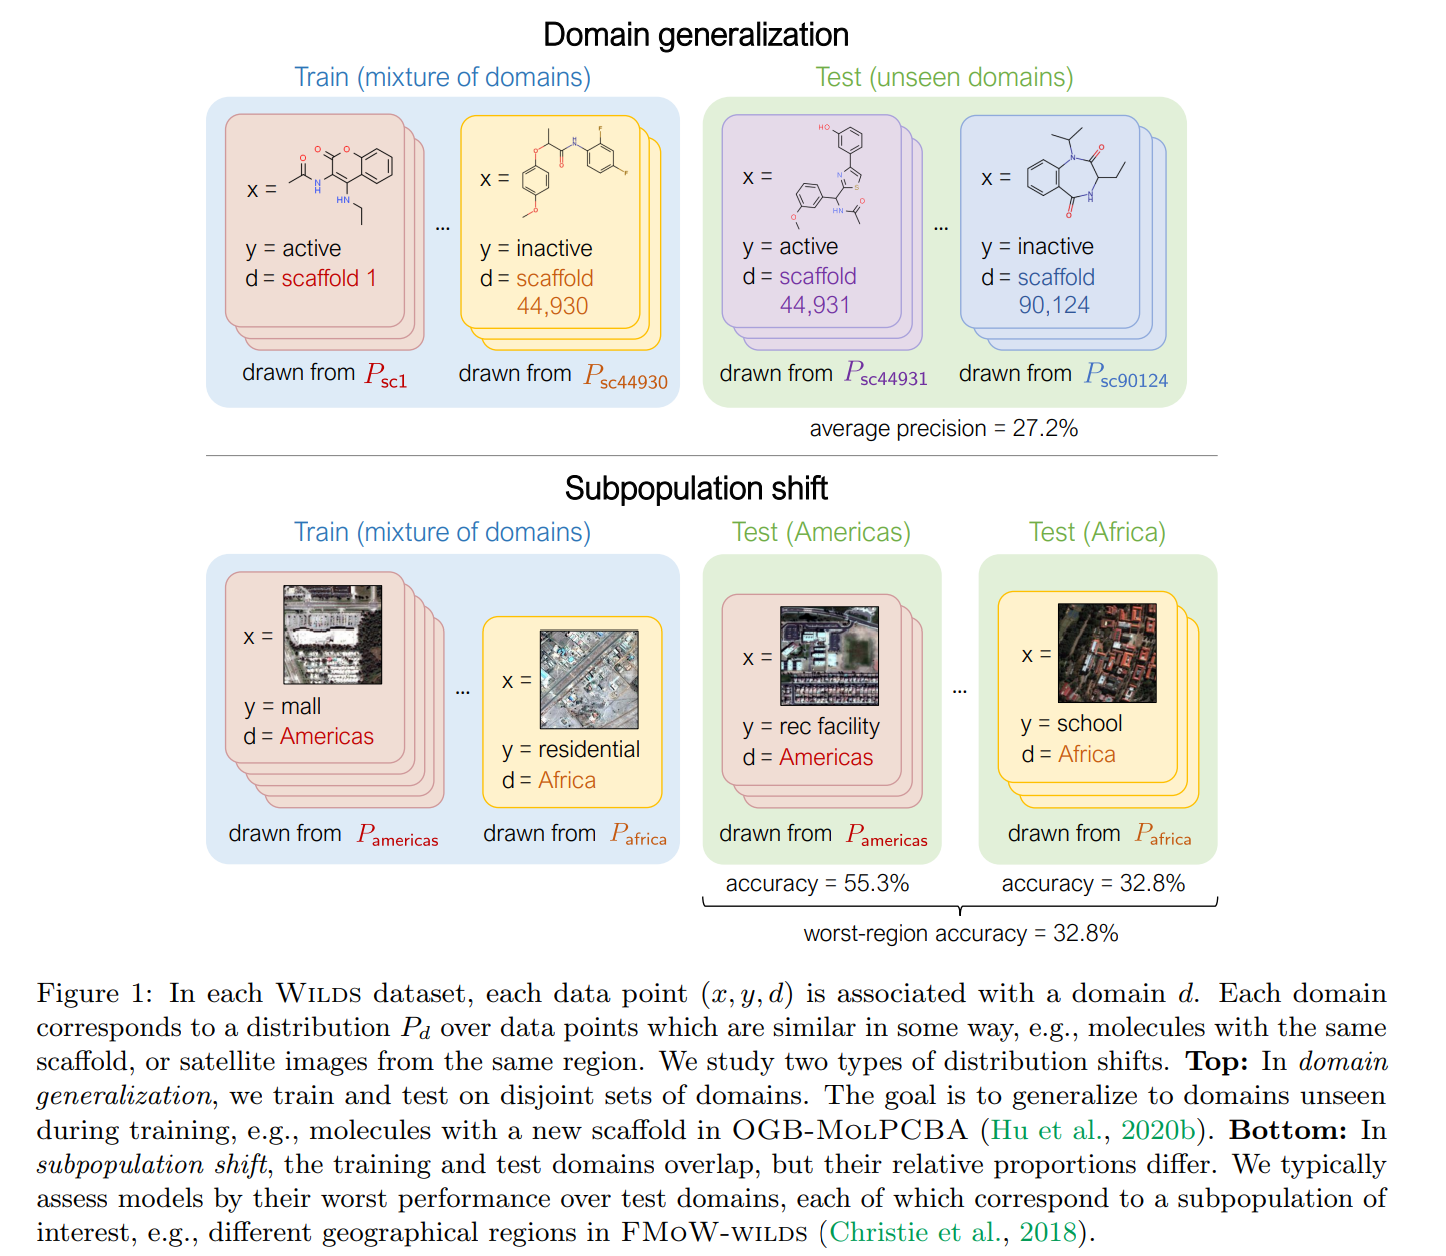 Domain generalization
Train (mixture of domains)
Test (unseen domains)
x =
O
O
O
N
H
HN
y = active
d = scaffold 1
drawn from Psc1
...
x =
F
H
N
O
O
F
O
y = inactive
d = scaffold
44,930
drawn from Psc44930
x =
HO
N
S
O
HN
O
y = active
d = scaffold
44,931
drawn from Psc44931
...
x =
N
O
O
N
H
y = inactive
d = scaffold
90,124
drawn from Psc90124
average precision = 27.2%
Subpopulation shift
Train (mixture of domains)
Test (Americas)
Test (Africa)
x =
y = mall
d = Americas
drawn from Pamericas
...
x =
y = residential
d = Africa
drawn from Pafrica
x =
y = rec facility
d = Americas
drawn from Pamericas
...
x =
y = school
d = Africa
drawn from Pafrica
accuracy = 55.3%
accuracy = 32.8%
worst-region accuracy = 32.8%
Figure 1: In each WILDS dataset, each data point (x, y, d) is associated with a domain d. Each domain
corresponds to a distribution Pd over data points which are similar in some way, e.g., molecules with the same
scaffold, or satellite images from the same region. We study two types of distribution shifts. Top: In domain
generalization, we train and test on disjoint sets of domains. The goal is to generalize to domains unseen
during training, e.g., molecules with a new scaffold in OGB-MOLPCBA (Hu et al., 2020b). Bottom: In
subpopulation shift, the training and test domains overlap, but their relative proportions differ. We typically
assess models by their worst performance over test domains, each of which correspond to a subpopulation of
interest, e.g., different geographical regions in FMOW-WILDS (Christie et al., 2018).